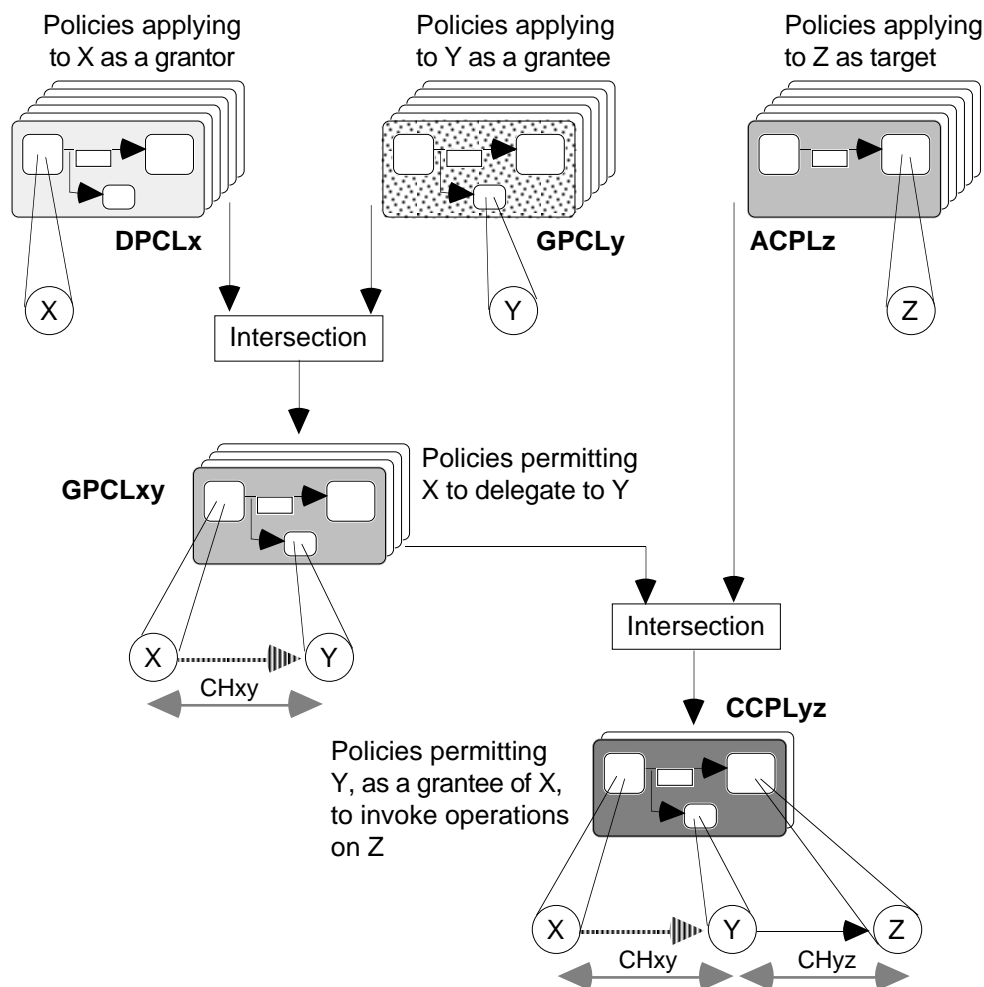 Policies applying
to X as a grantor
Policies applying
to Y as a grantee
Policies applying
to Z as target
DPCLx
GPCLy
ACPLz
X
Y
Z
Intersection
GPCLxy
Policies permitting
X to delegate to Y
Intersection
X
Y
CHxy
CCPLyz
Policies permitting
Y, as a grantee of X,
to invoke operations
on Z
X
Y
Z
CHxy
CHyz